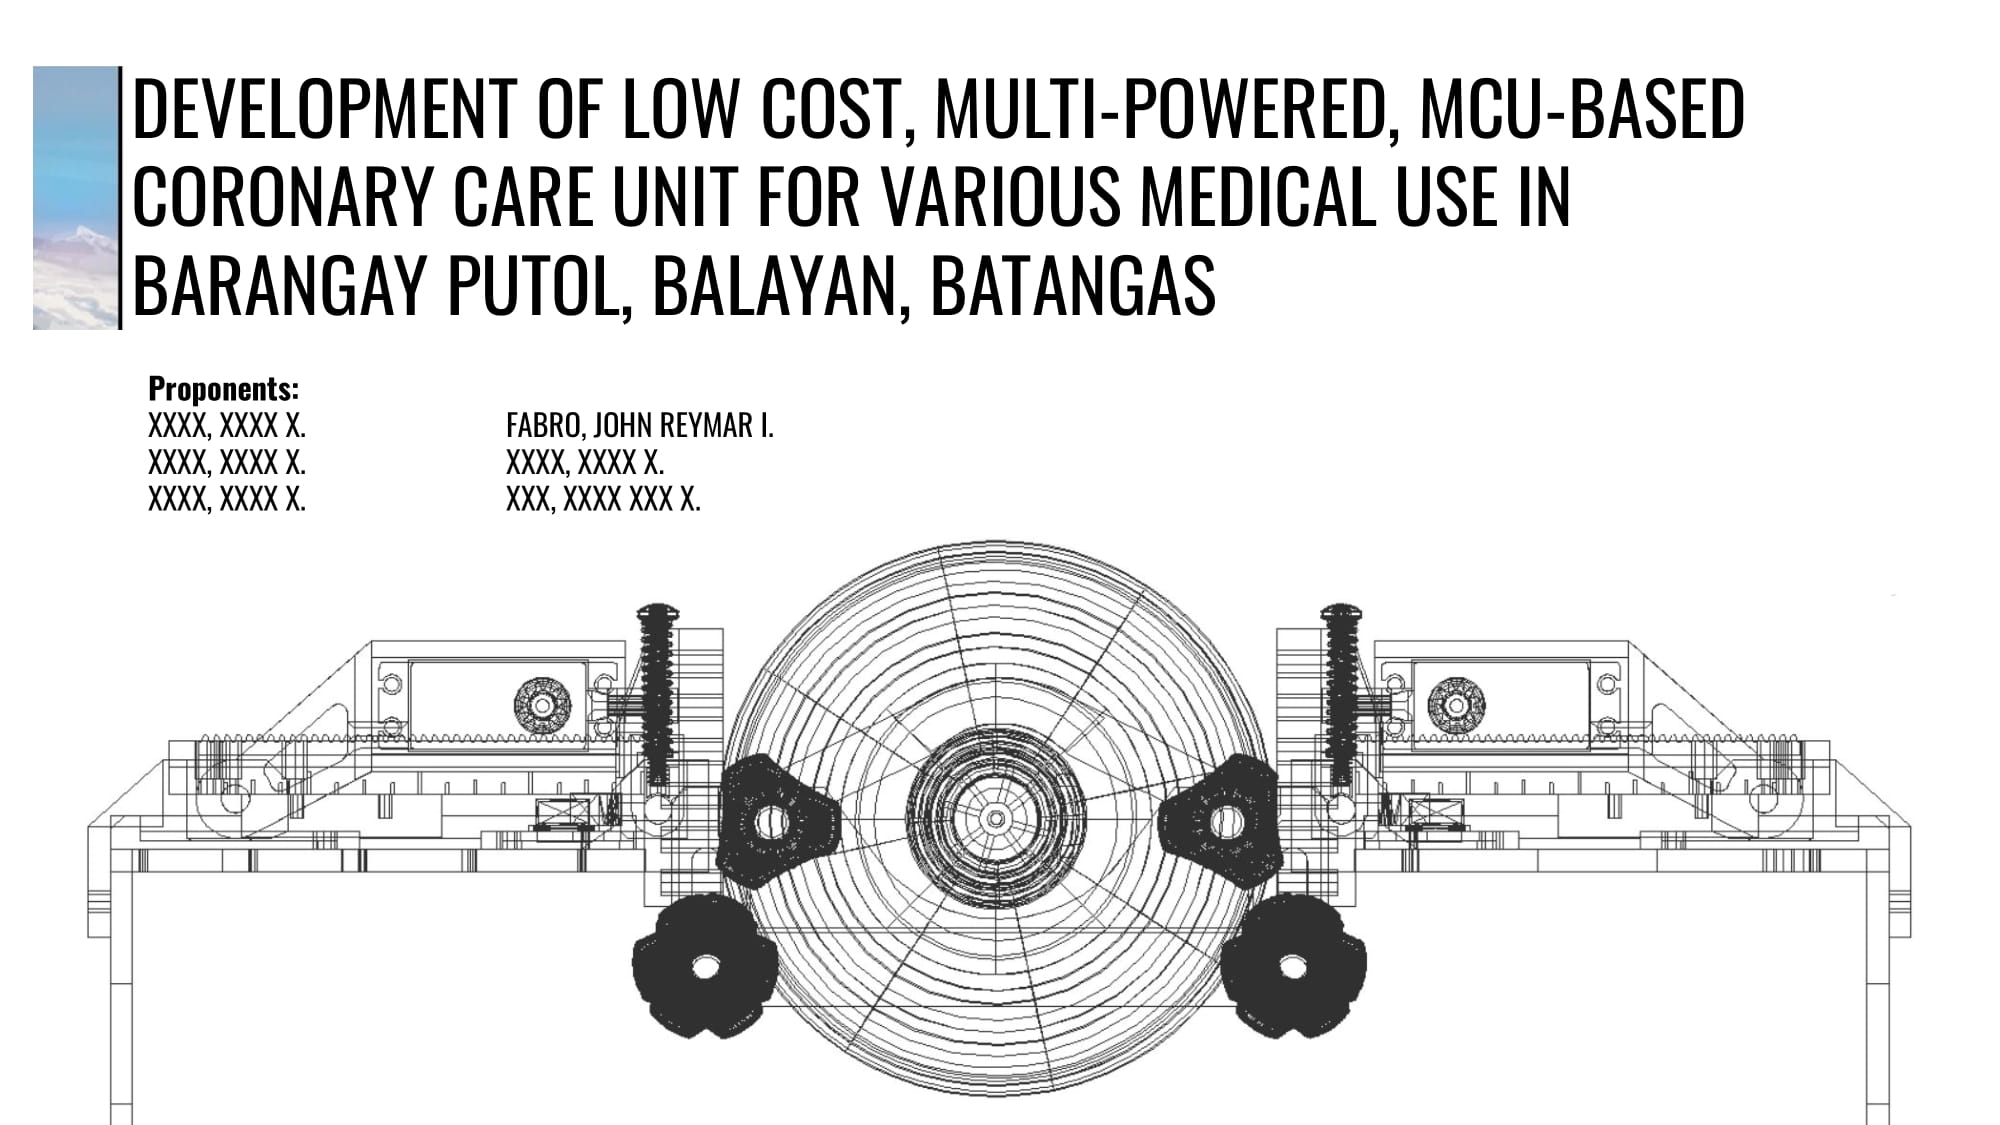 DEVELOPMENT OF LOW COST, MULTI-POWERED, MCU-BASED
CORONARY CARE UNIT FOR VARIOUS MEDICAL USE IN
BARANGAY PUTOL, BALAYAN, BATANGAS
Proponents:
XXXX, XXXX X.
XXXX, XXXX X.
XXXX, XXXX X.
FABRO, JOHN REYMAR I.
XXXX, XXXX X.
XXX, XXXX XXX X.